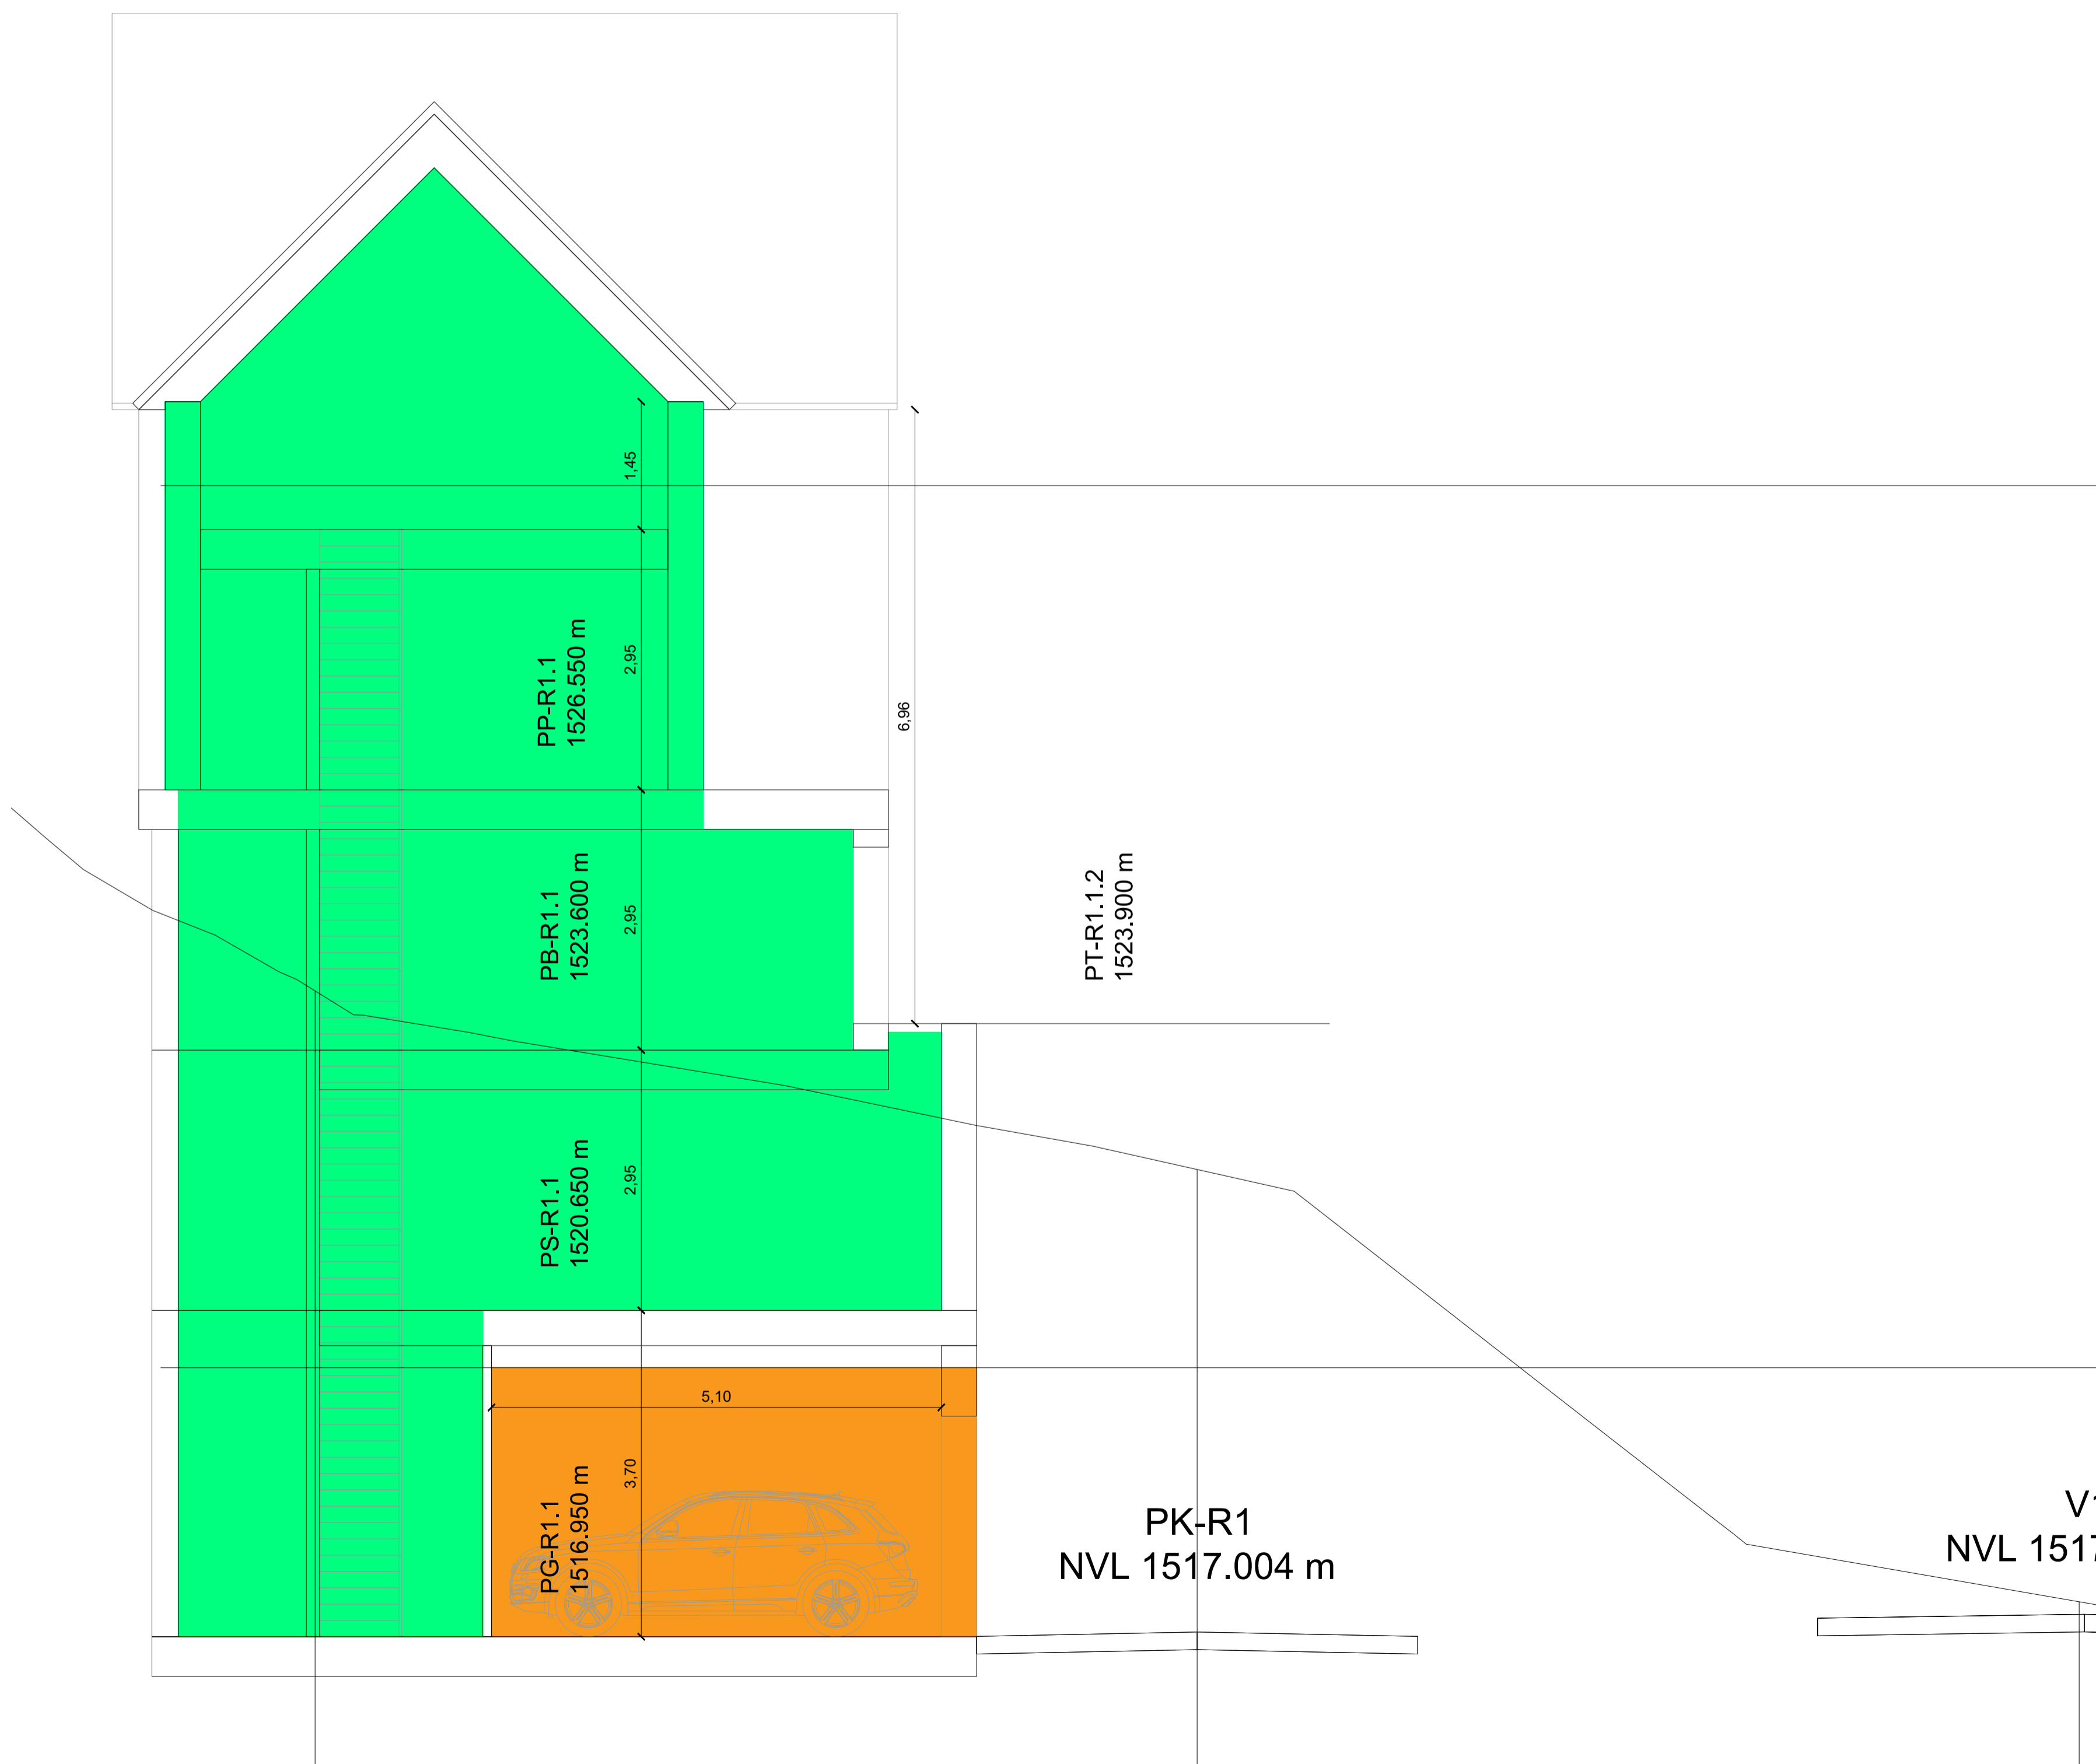 1,45
2,95
PP-R1.1
1526.550 m
6,96
PB-R1.1
1523.600 m
2,95
PT-R1.1.2
1523.900 m
PS-R1.1
1520.650 m
2,95
5,10
PG-R1.1
1516.950 m
3,70
PK-R1
NVL 1517.004 m
NVL